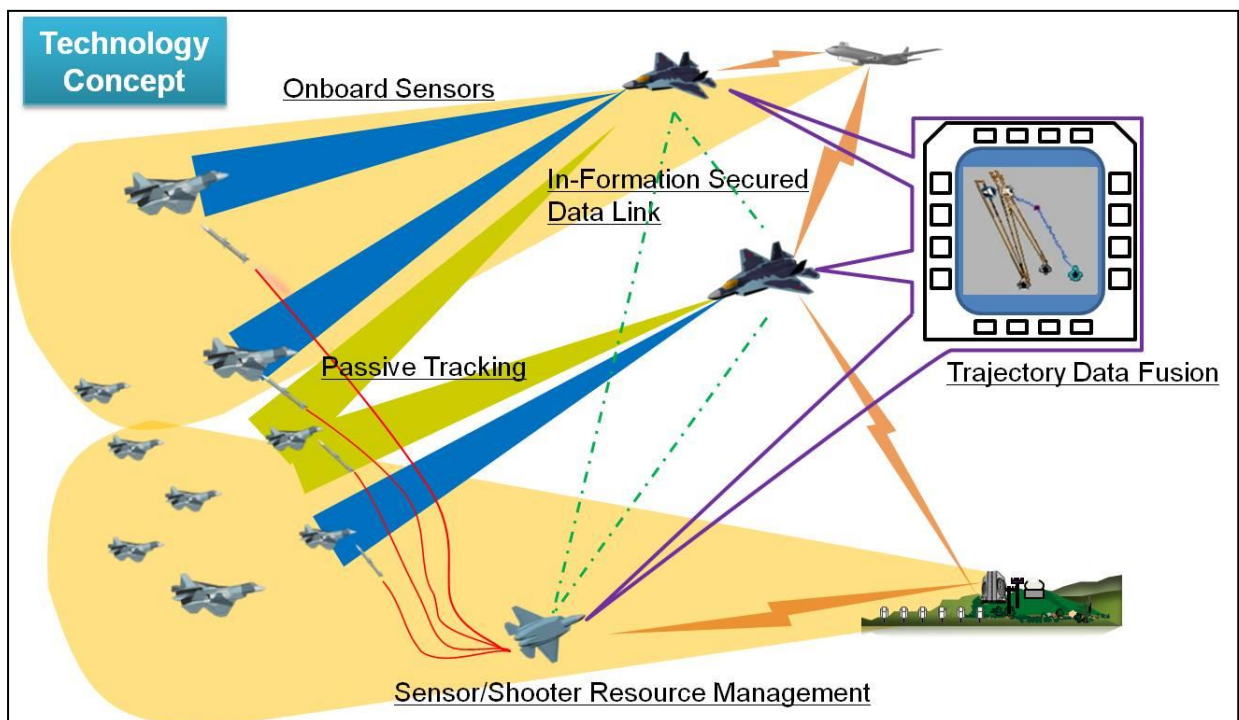 Technology
Concept
Onboard Sensors
In-Formation Secured
Data Link
Passive Tracking
Trajectory Data Fusion
Sensor/Shooter Resource Management